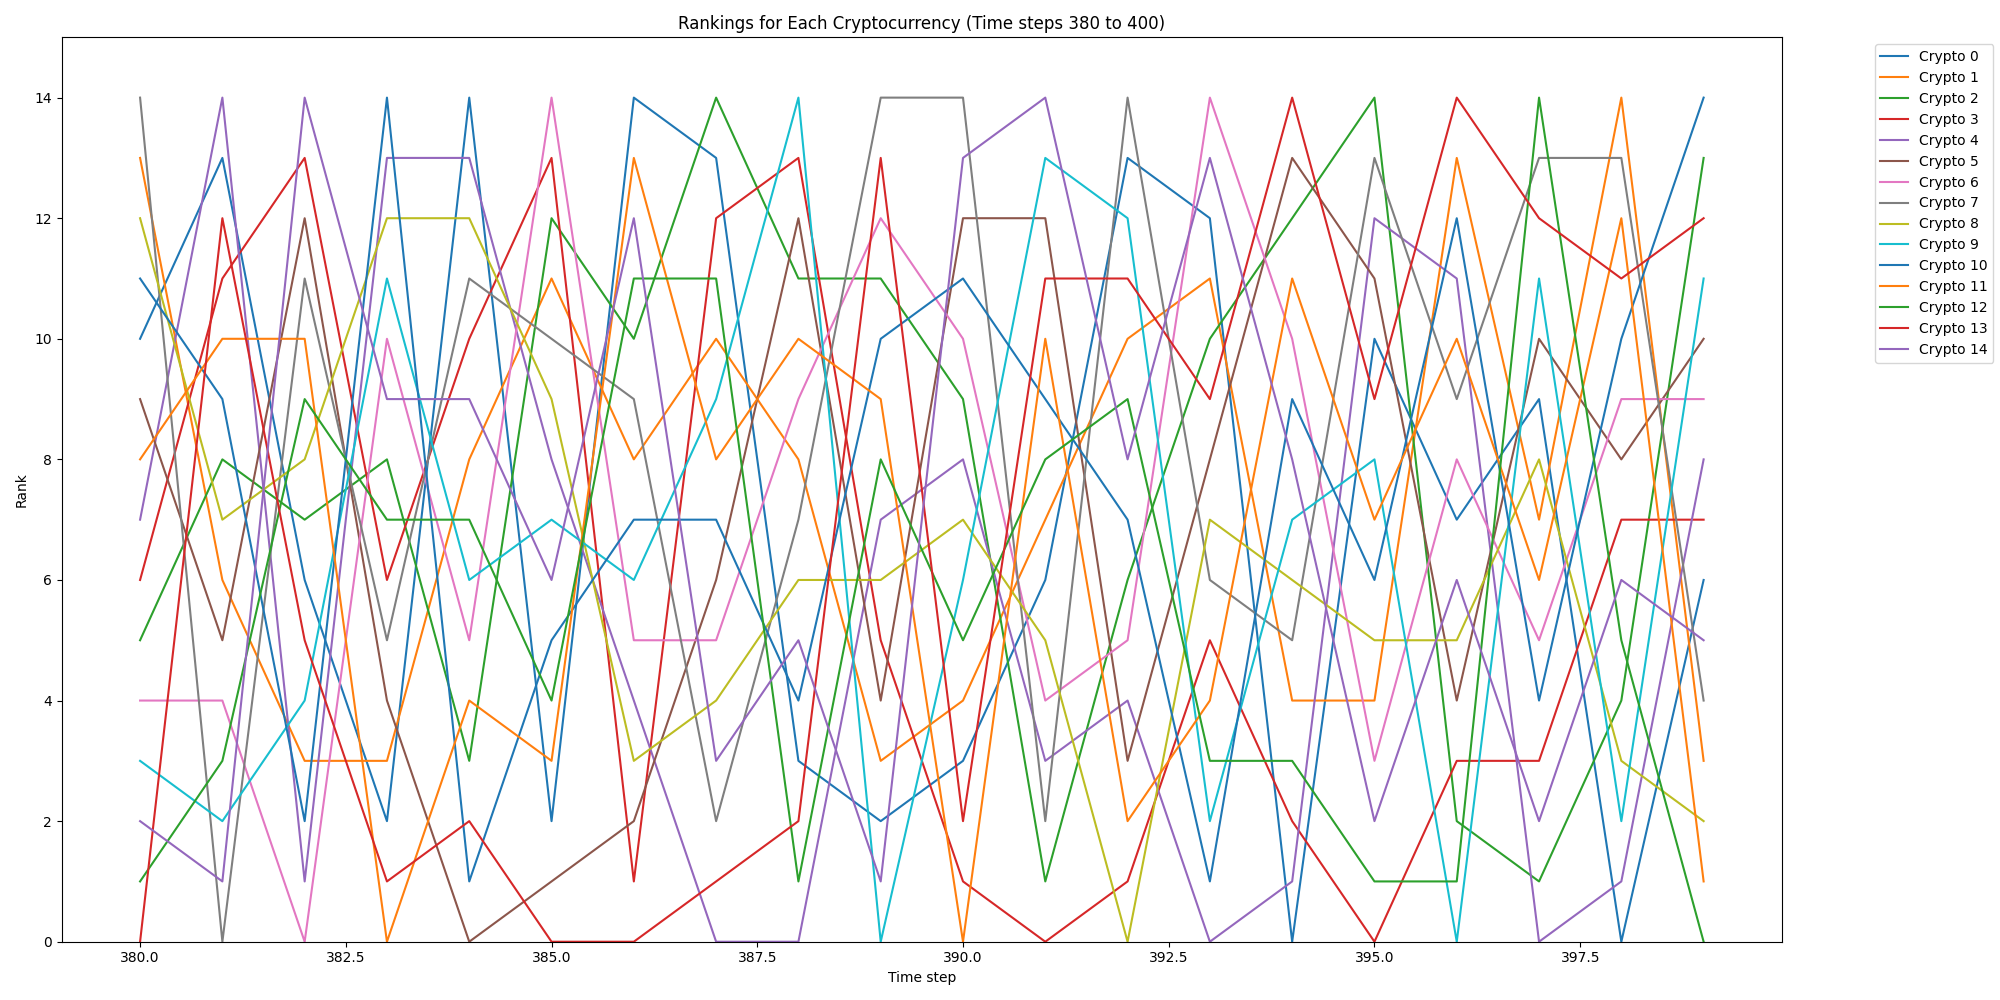 Rankings for Each Cryptocurrency (Time steps 380 to 400)
Rank
14
12
10
8
6
4
2
0
380.0
382.5
385.0
387.5
390.0
392.5
395.0
397.5
Time step
Crypto 0
Crypto 1
Crypto 2
Crypto 3
Crypto 4
Crypto 5
Crypto 6
Crypto 7
Crypto 8
Crypto 9
Crypto 10
Crypto 11
Crypto 12
Crypto 13
Crypto 14